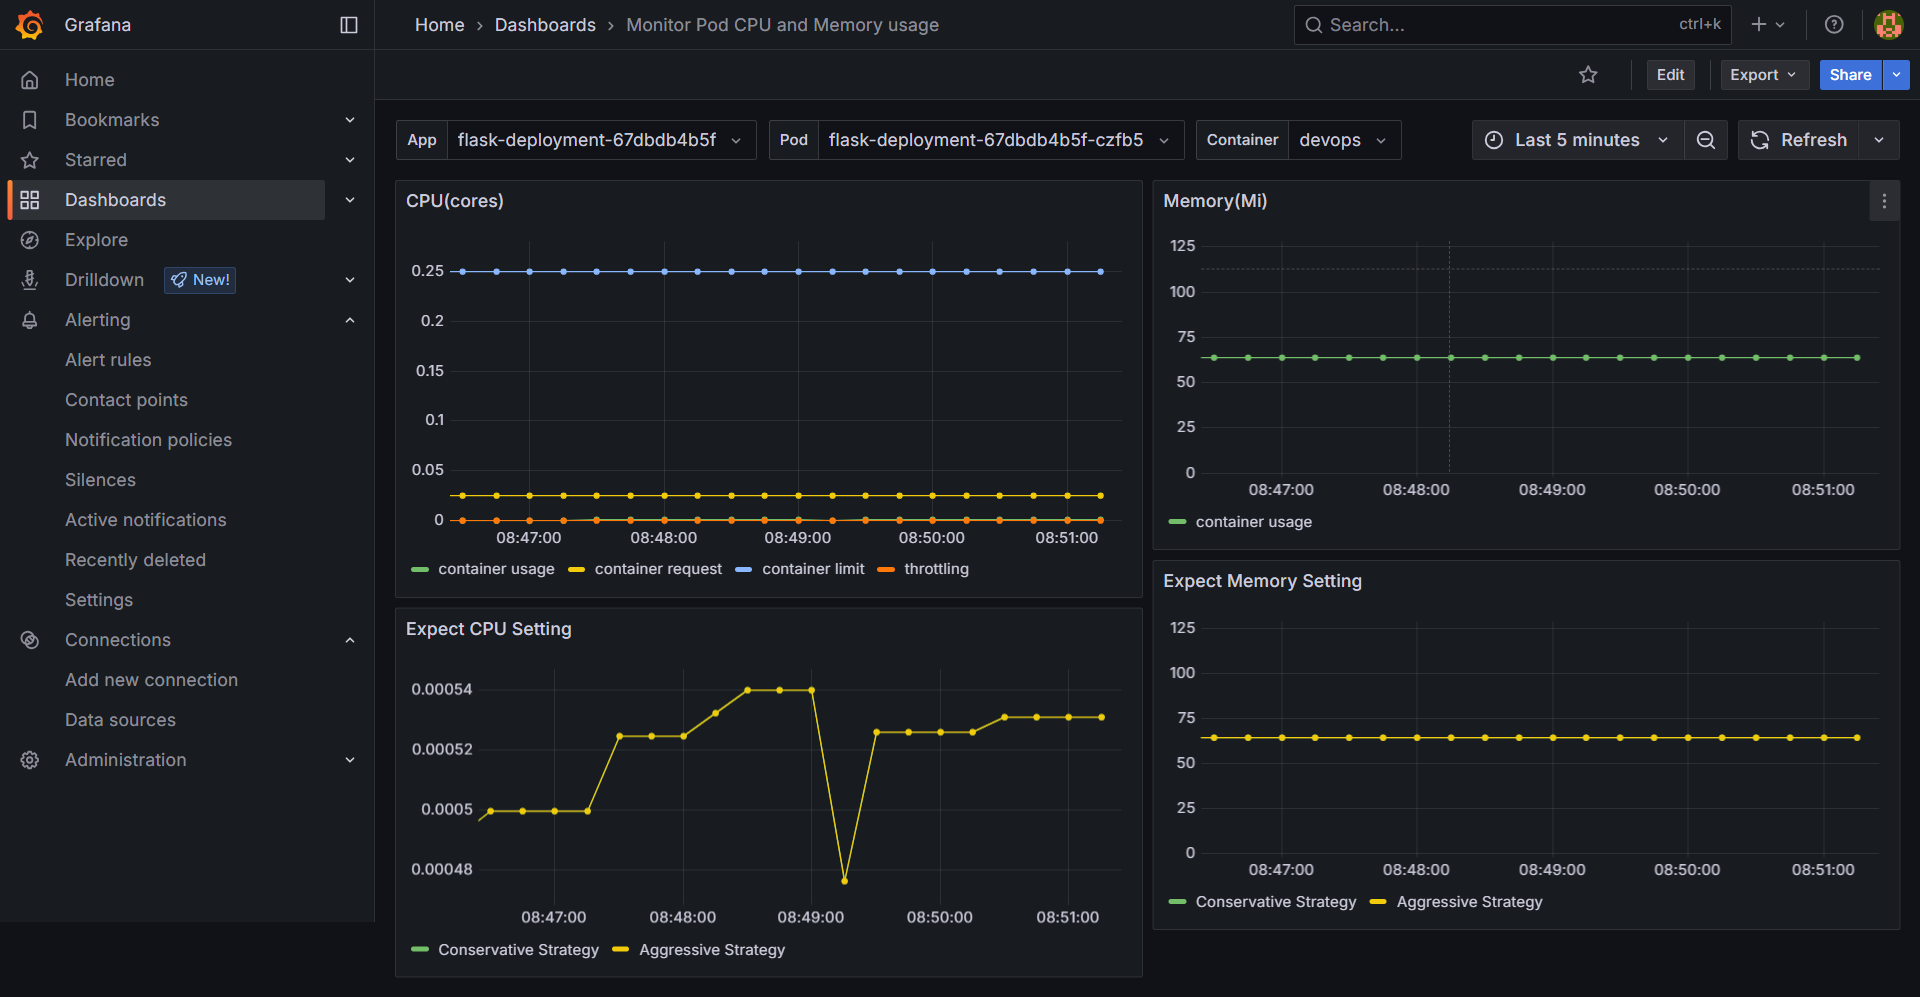 Grafana
Home › Dashboards › Monitor Pod CPU and Memory usage
Search... ctrl+k
Edit Export Share
Home
Bookmarks
Starred
Dashboards
Explore
Drilldown New!
Alerting
Alert rules
Contact points
Notification policies
Silences
Active notifications
Recently deleted
Settings
Connections
Add new connection
Data sources
Administration
App flask-deployment-67dbdb4b5f Pod flask-deployment-67dbdb4b5f-czfb5 Container devops Last 5 minutes Refresh
CPU(cores)
0.25
0.2
0.15
0.1
0.05
0
08:47:00 08:48:00 08:49:00 08:50:00 08:51:00
container usage container request container limit throttling
Memory(Mi)
125
100
75
50
25
0
08:47:00 08:48:00 08:49:00 08:50:00 08:51:00
container usage
Expect CPU Setting
0.00054
0.00052
0.0005
0.00048
08:47:00 08:48:00 08:49:00 08:50:00 08:51:00
Conservative Strategy Aggressive Strategy
Expect Memory Setting
125
100
75
50
25
0
08:47:00 08:48:00 08:49:00 08:50:00 08:51:00
Conservative Strategy Aggressive Strategy